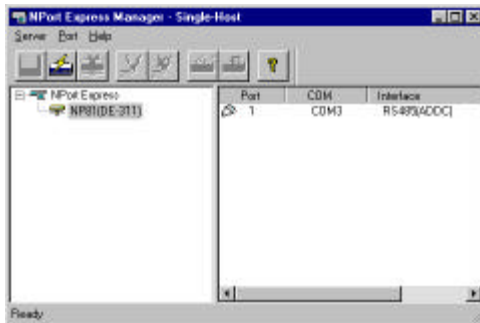 NPort Express Manager - Single-Host
Server Port Help
NPort Express
NP81(DE-311)
Port COM Interface
1 COM3 RS485(ADDC)
Ready